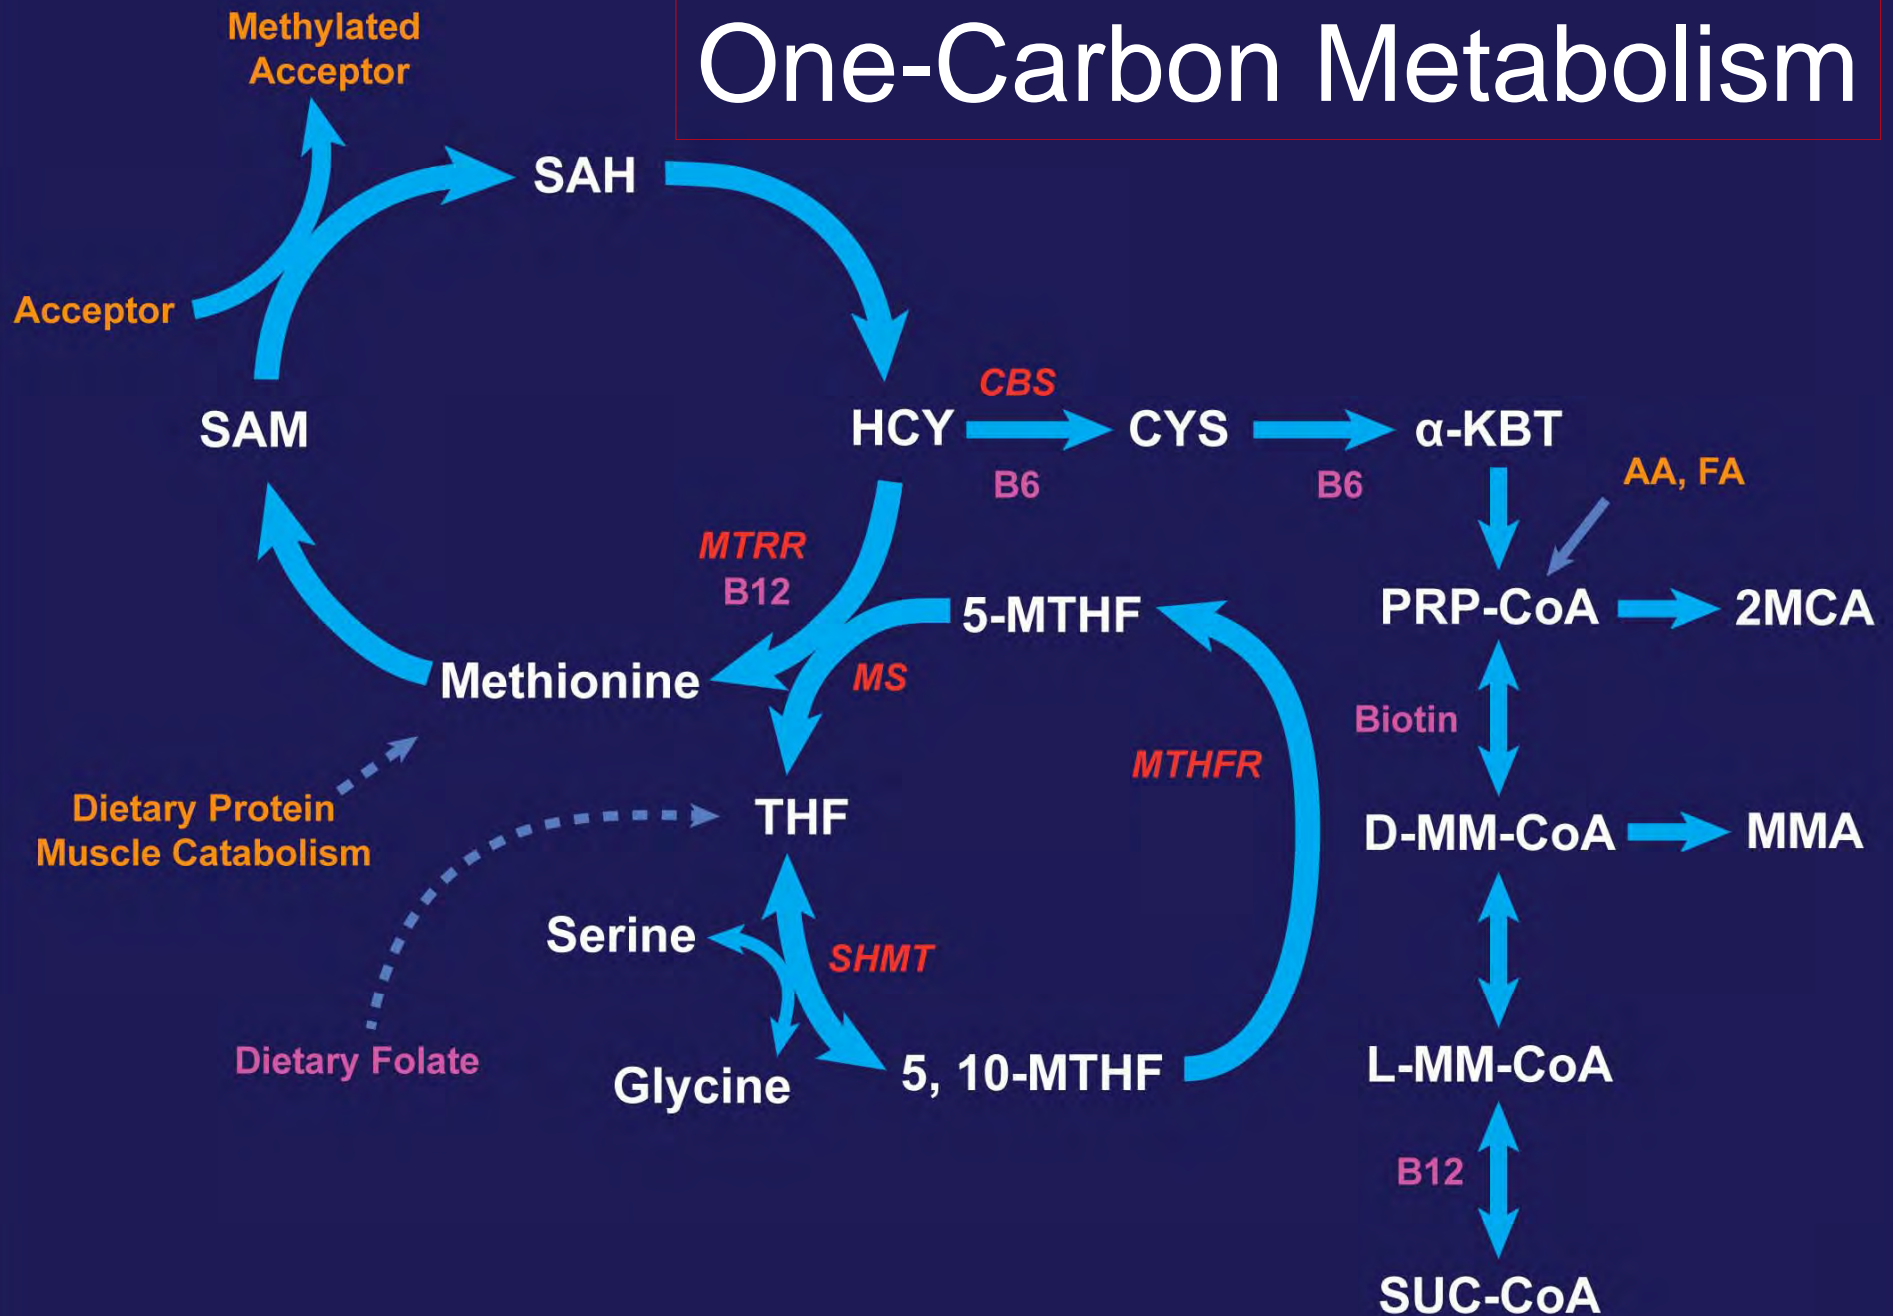 One-Carbon Metabolism
Methylated
Acceptor
SAH
Acceptor
SAM
HCY
CBS
B6
CYS
B6
α-KBT
AA, FA
MTRR
B12
5-MTHF
PRP-CoA
2MCA
Methionine
MS
Biotin
MTHFR
Dietary Protein
Muscle Catabolism
THF
D-MM-CoA
MMA
Serine
SHMT
Dietary Folate
Glycine
5, 10-MTHF
L-MM-CoA
B12
SUC-CoA